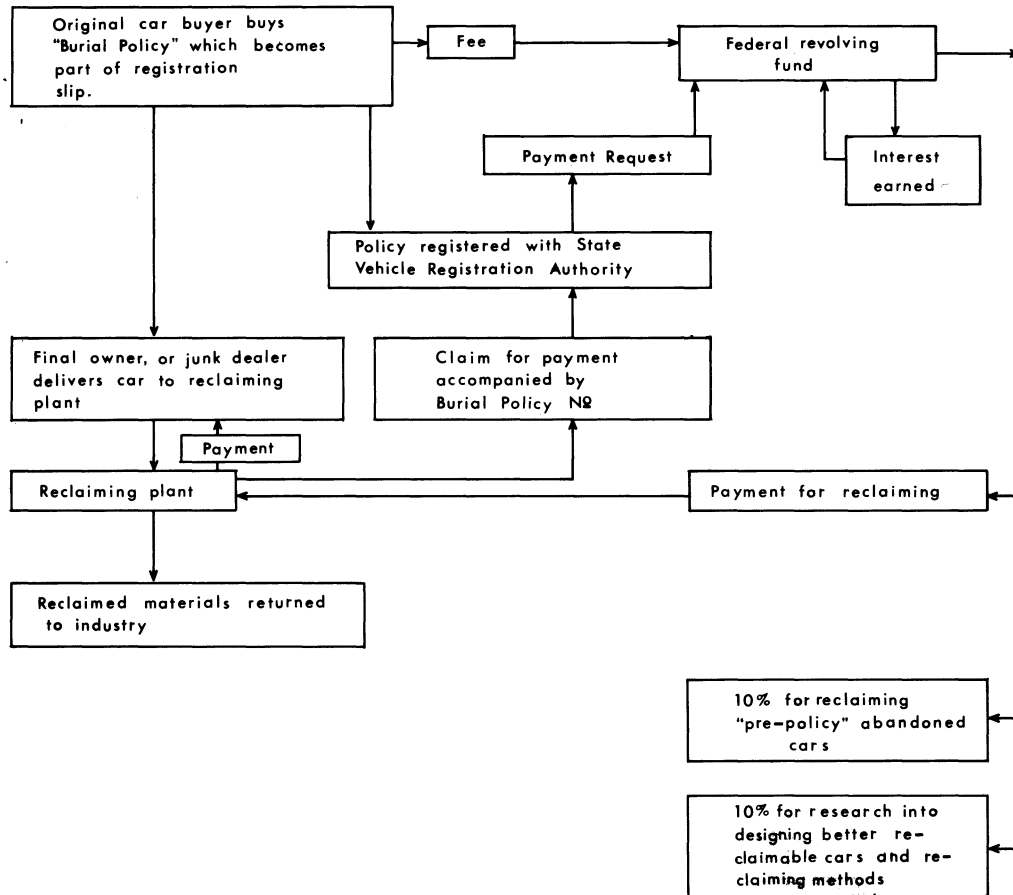 Original car buyer buys
“Burial Policy” which becomes
part of registration
slip.
Fee
Federal revolving
fund
Payment Request
Interest
earned
Policy registered with State
Vehicle Registration Authority
Final owner, or junk dealer
delivers car to reclaiming
plant
Claim for payment
accompanied by
Burial Policy №
Payment
Reclaiming plant
Payment for reclaiming
Reclaimed materials returned
to industry
10% for reclaiming
“pre-policy” abandoned
cars
10% for research into
designing better re-
claimable cars and re-
claiming methods